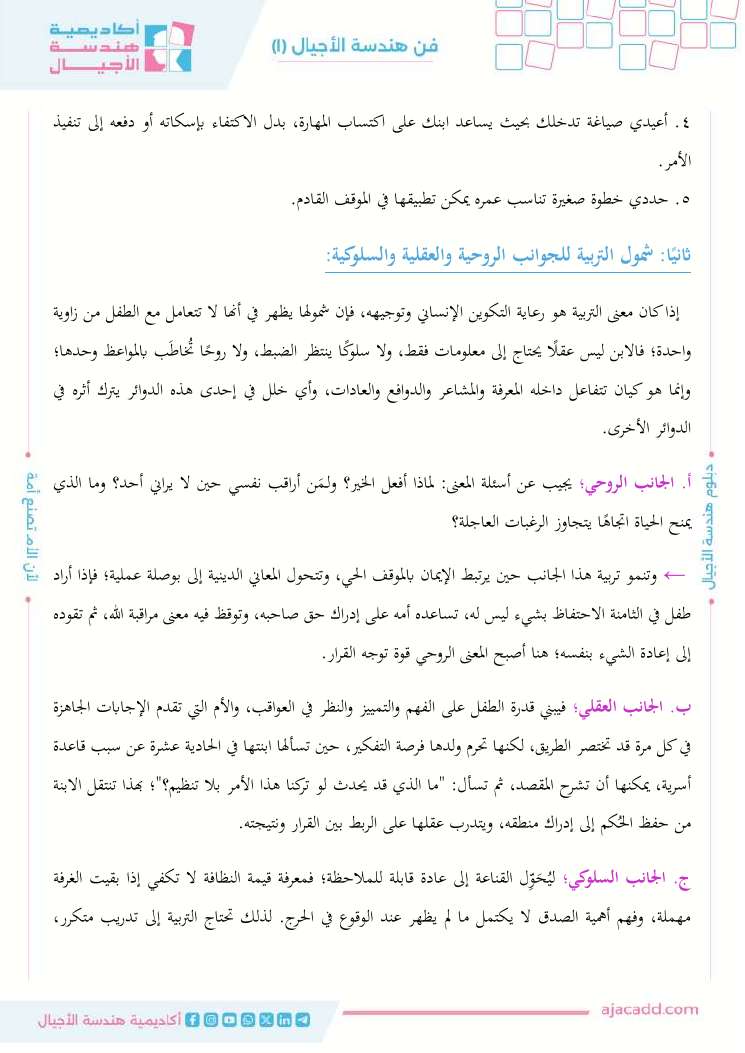 أكاديمية
هندسة
الأجيال
فن هندسة الأجيال (١)
٤. أعيدي صياغة تدخلك بحيث يساعد ابنك على اكتساب المهارة، بدل الاكتفاء بإسكاته أو دفعه إلى تنفيذ
الأمر.
٥. حددي خطوة صغيرة تناسب عمره يمكن تطبيقها في الموقف القادم.
ثانيًا: شمول التربية للجوانب الروحية والعقلية والسلوكية:
إذا كان معنى التربية هو رعاية التكوين الإنساني وتوجيهه، فإن شمولها يظهر في أنها لا تتعامل مع الطفل من زاوية
واحدة؛ فالابن ليس عقلًا يحتاج إلى معلومات فقط، ولا سلوكًا ينتظر الضبط، ولا روحًا تُخاطَب بالمواعظ وحدها؛
وإنما هو كيان تتفاعل داخله المعرفة والمشاعر والدوافع والعادات، وأي خلل في إحدى هذه الدوائر يترك أثره في
الدوائر الأخرى.
أ. الجانب الروحي؛ يجيب عن أسئلة المعنى: لماذا أفعل الخير؟ ولمَن أراقب نفسي حين لا يراني أحد؟ وما الذي
يمنح الحياة اتجاهًا يتجاوز الرغبات العاجلة؟
← وتنمو تربية هذا الجانب حين يرتبط الإيمان بالموقف الحي، وتتحول المعاني الدينية إلى بوصلة عملية؛ فإذا أراد
طفل في الثامنة الاحتفاظ بشيء ليس له، تساعده أمه على إدراك حق صاحبه، وتوقظ فيه معنى مراقبة الله، ثم تقوده
إلى إعادة الشيء بنفسه؛ هنا أصبح المعنى الروحي قوة توجه القرار.
ب. الجانب العقلي؛ فيبني قدرة الطفل على الفهم والتمييز والنظر في العواقب، والأم التي تقدم الإجابات الجاهزة
في كل مرة قد تختصر الطريق، لكنها تحرم ولدها فرصة التفكير، حين تسألها ابنتها في الحادية عشرة عن سبب قاعدة
أسرية، يمكنها أن تشرح المقصد، ثم تسأل: "ما الذي قد يحدث لو تركنا هذا الأمر بلا تنظيم؟"؛ بهذا تنتقل الابنة
من حفظ الحُكم إلى إدراك منطقه، ويتدرب عقلها على الربط بين القرار ونتيجته.
ج. الجانب السلوكي؛ ليُحَوِّل القناعة إلى عادة قابلة للملاحظة؛ فمعرفة قيمة النظافة لا تكفي إذا بقيت الغرفة
مهملة، وفهم أهمية الصدق لا يكتمل ما لم يظهر عند الوقوع في الحرج. لذلك تحتاج التربية إلى تدريب متكرر،
دبلوم هندسة الأجيال
لأن الأم تصنع أمة
أكاديمية هندسة الأجيال
ajacadd.com